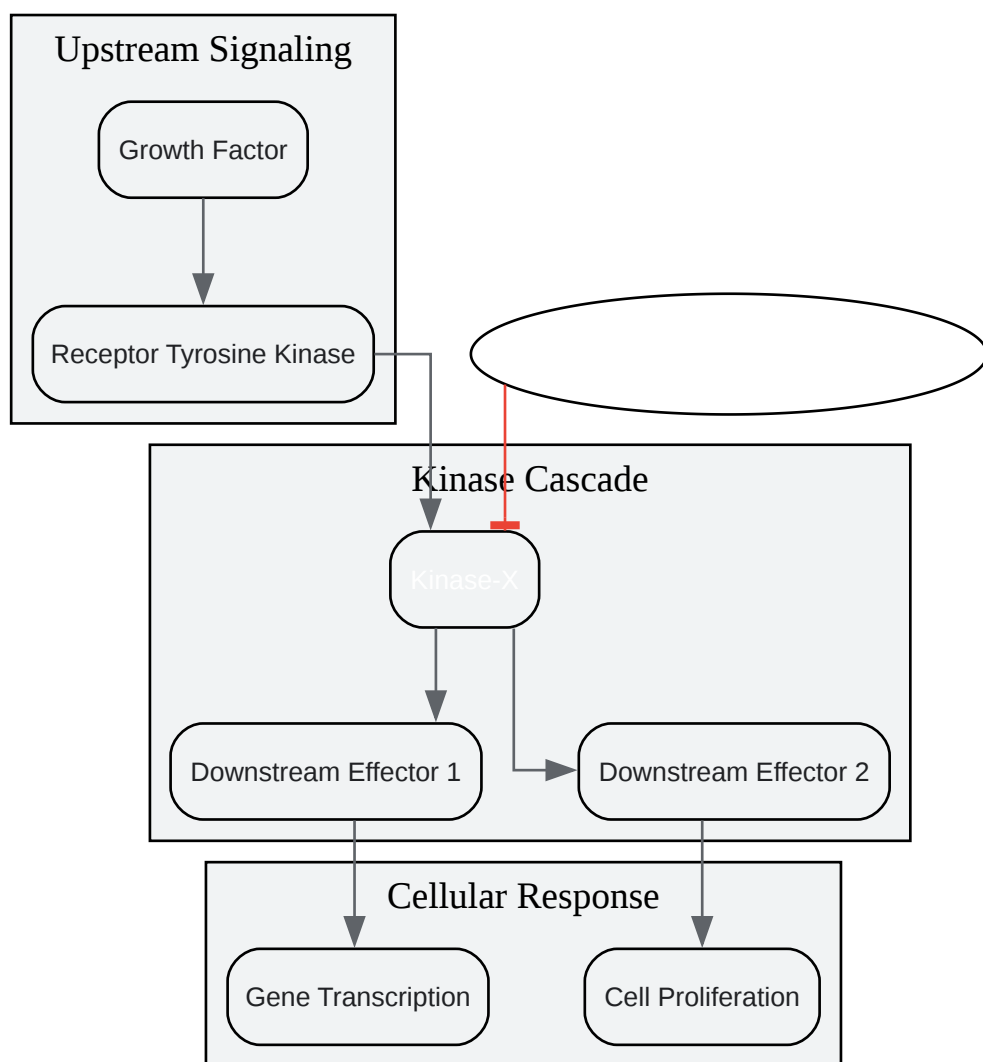 Upstream Signaling
Growth Factor
Receptor Tyrosine Kinase
Kinase Cascade
Kinase-X
Downstream Effector 1
Downstream Effector 2
Cellular Response
Gene Transcription
Cell Proliferation